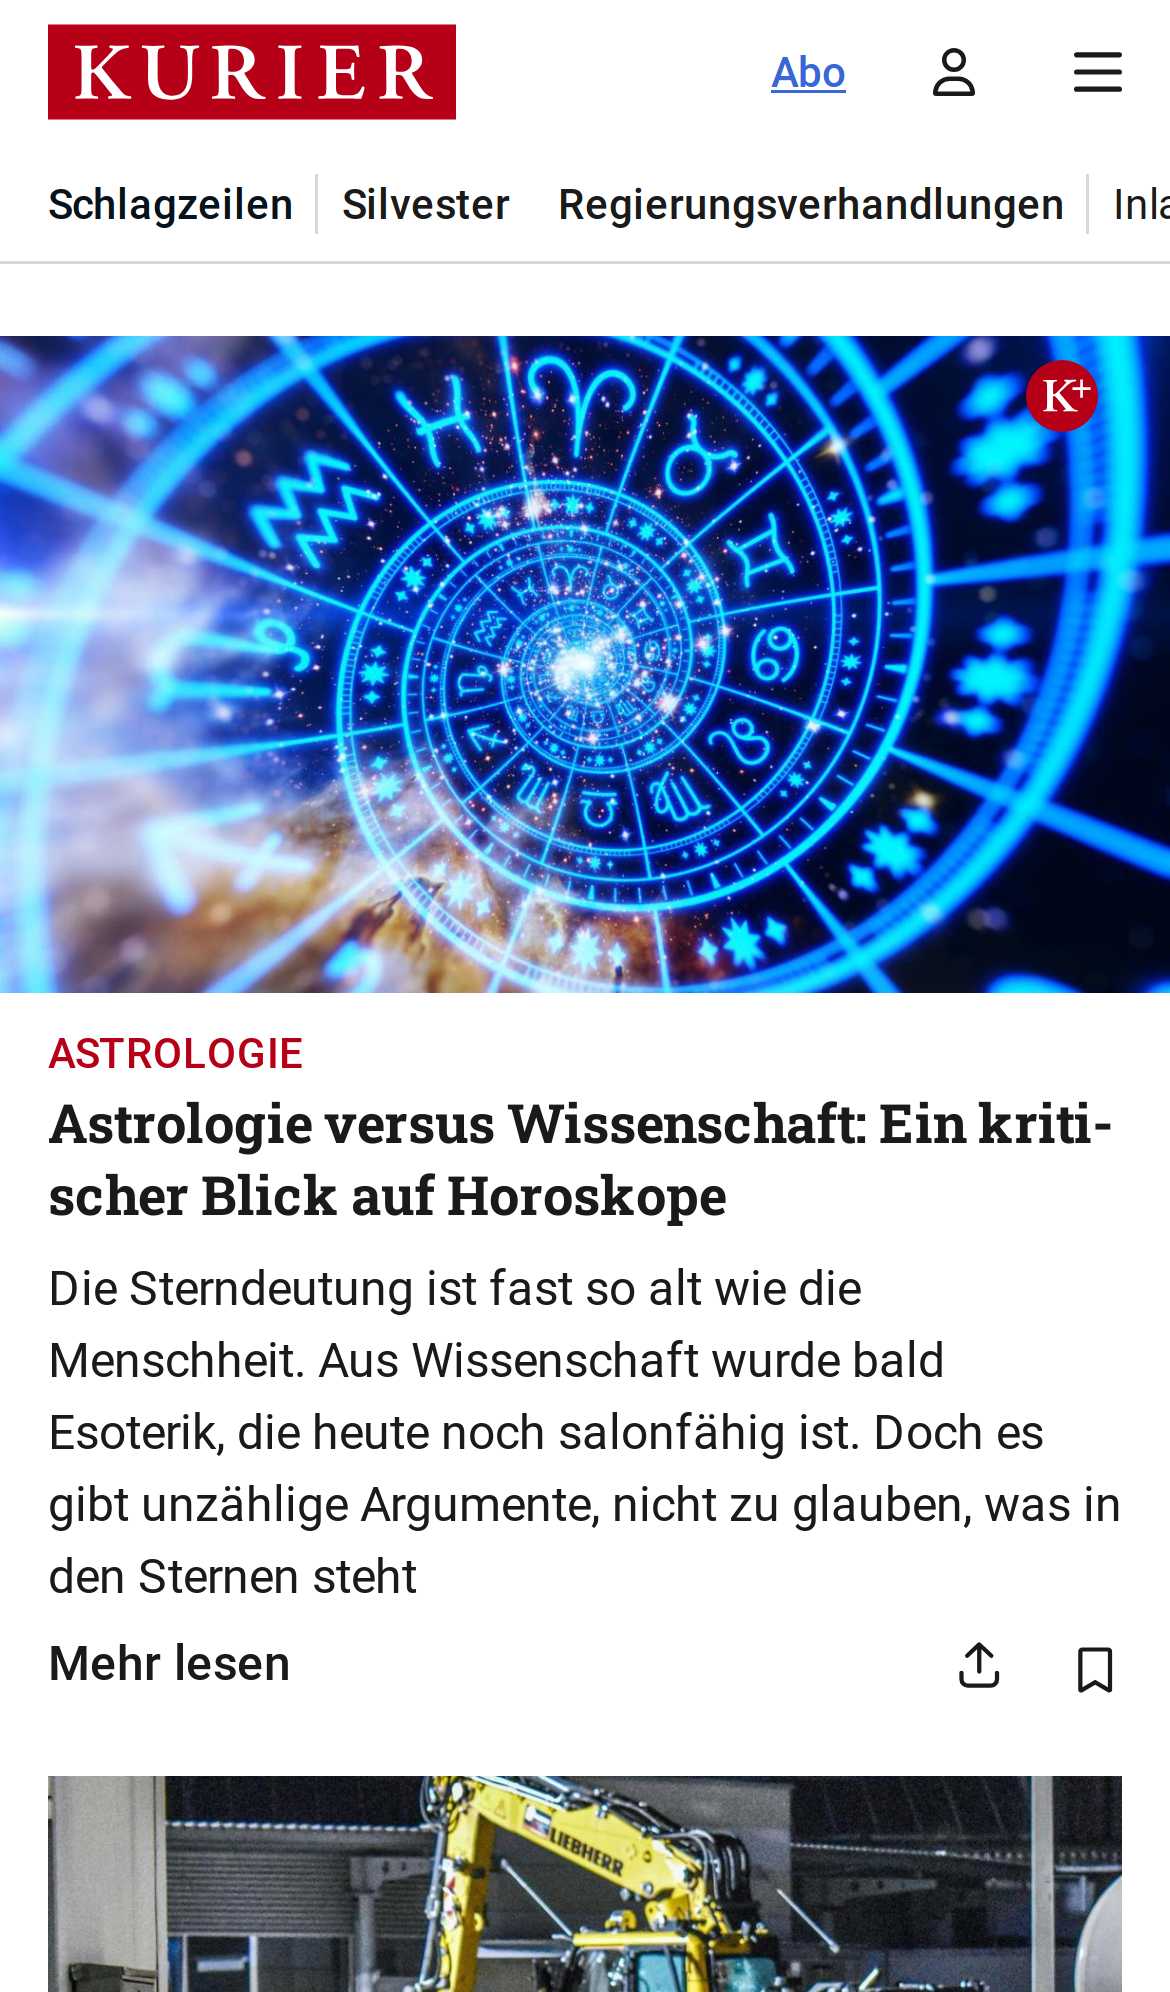 KURIER
Abo
Schlagzeilen
Silvester
Regierungsverhandlungen
Inla
K+
ASTROLOGIE
Astrologie versus Wissenschaft: Ein kriti-
scher Blick auf Horoskope
Die Sterndeutung ist fast so alt wie die
Menschheit. Aus Wissenschaft wurde bald
Esoterik, die heute noch salonfähig ist. Doch es
gibt unzählige Argumente, nicht zu glauben, was in
den Sternen steht
Mehr lesen
LIEBHERR